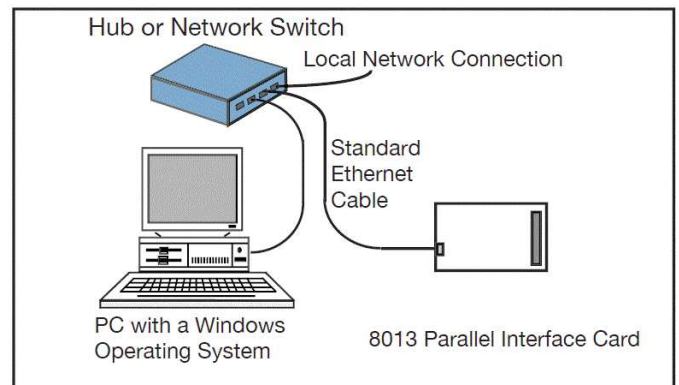 Hub or Network Switch
Local Network Connection
Standard
Ethernet
Cable
PC with a Windows
Operating System
8013 Parallel Interface Card